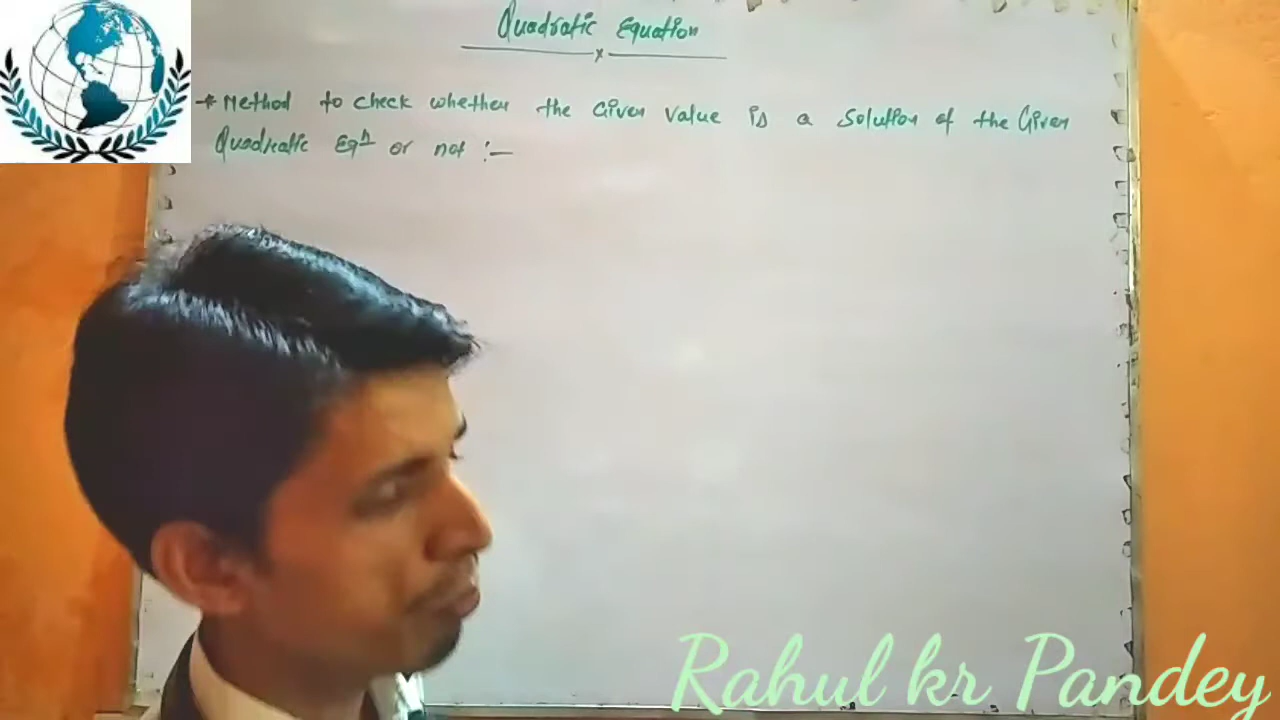 Quadratic Equation
x
* Method to check whether the Given value is a solution of the Given
Quadratic Eqn or not :-
Rahul kr Pandey